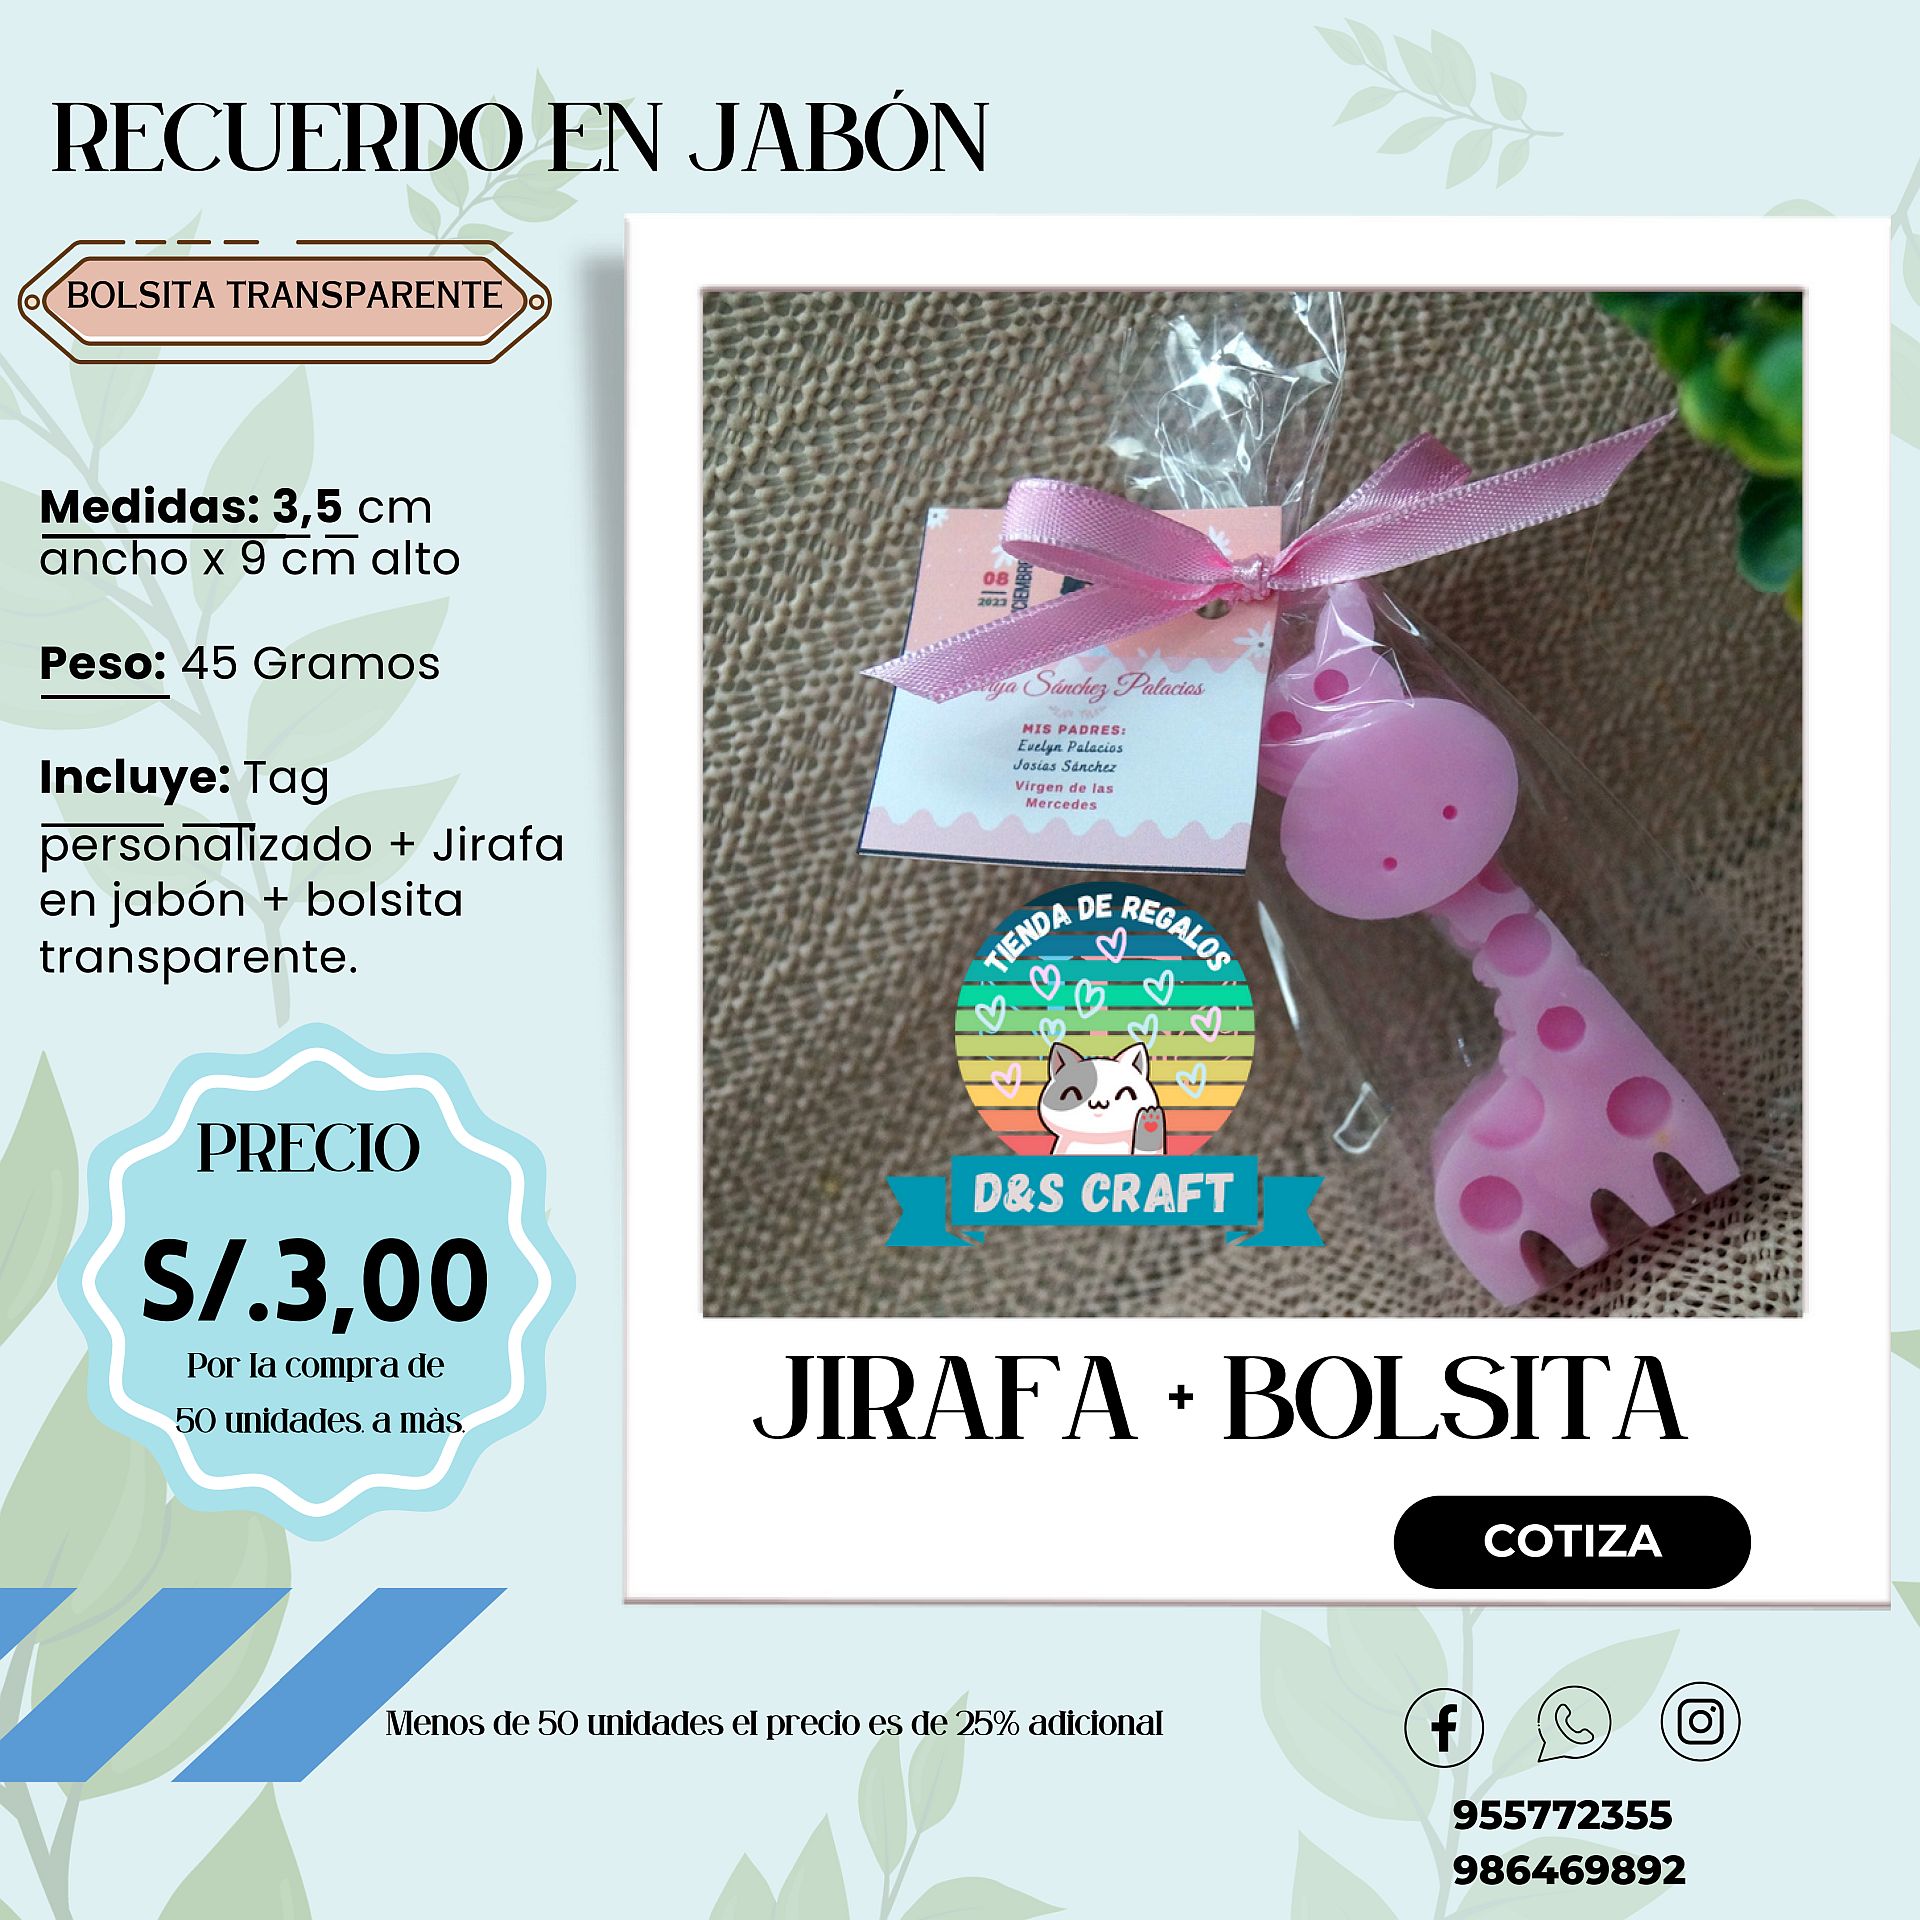 RECUERDO EN JABÓN
BOLSITA TRANSPARENTE
Medidas: 3,5 cm
ancho x 9 cm alto
Peso: 45 Gramos
Incluye: Tag
personalizado + Jirafa
en jabón + bolsita
transparente.
PRECIO
S/.3,00
Por la compra de
50 unidades. a màs.
08
2023
Sánchez Palacios
MIS PADRES:
Evelyn Palacios
Josías Sánchez
Virgen de las
Mercedes
TIENDA DE REGALOS
D&S CRAFT
JIRAFA + BOLSITA
COTIZA
Menos de 50 unidades el precio es de 25% adicional
955772355
986469892